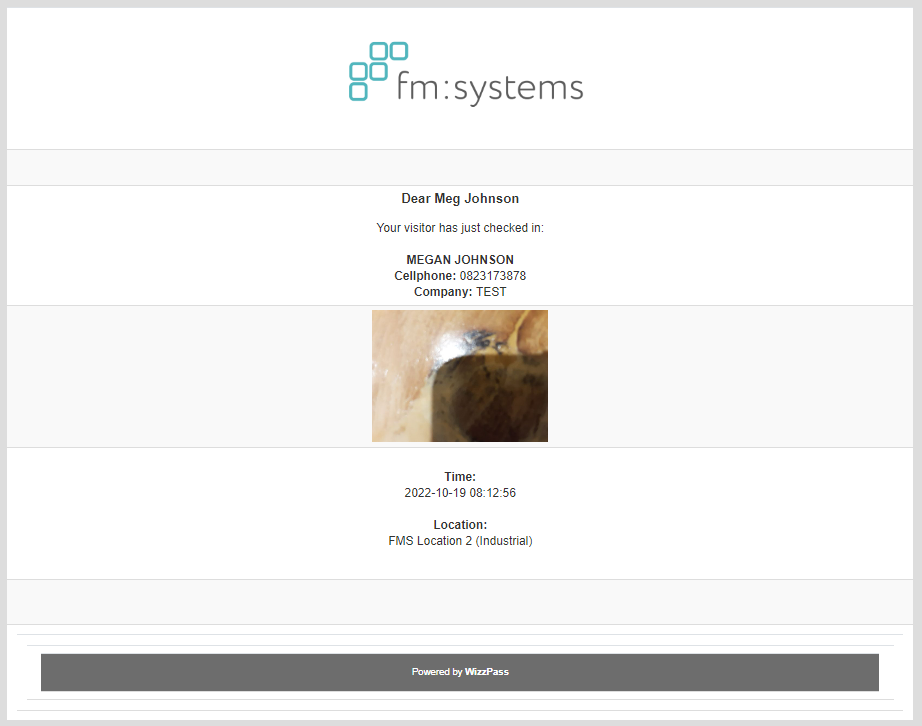 fm:systems
Dear Meg Johnson
Your visitor has just checked in:
MEGAN JOHNSON
Cellphone: 0823173878
Company: TEST
Time:
2022-10-19 08:12:56
Location:
FMS Location 2 (Industrial)
Powered by WizzPass